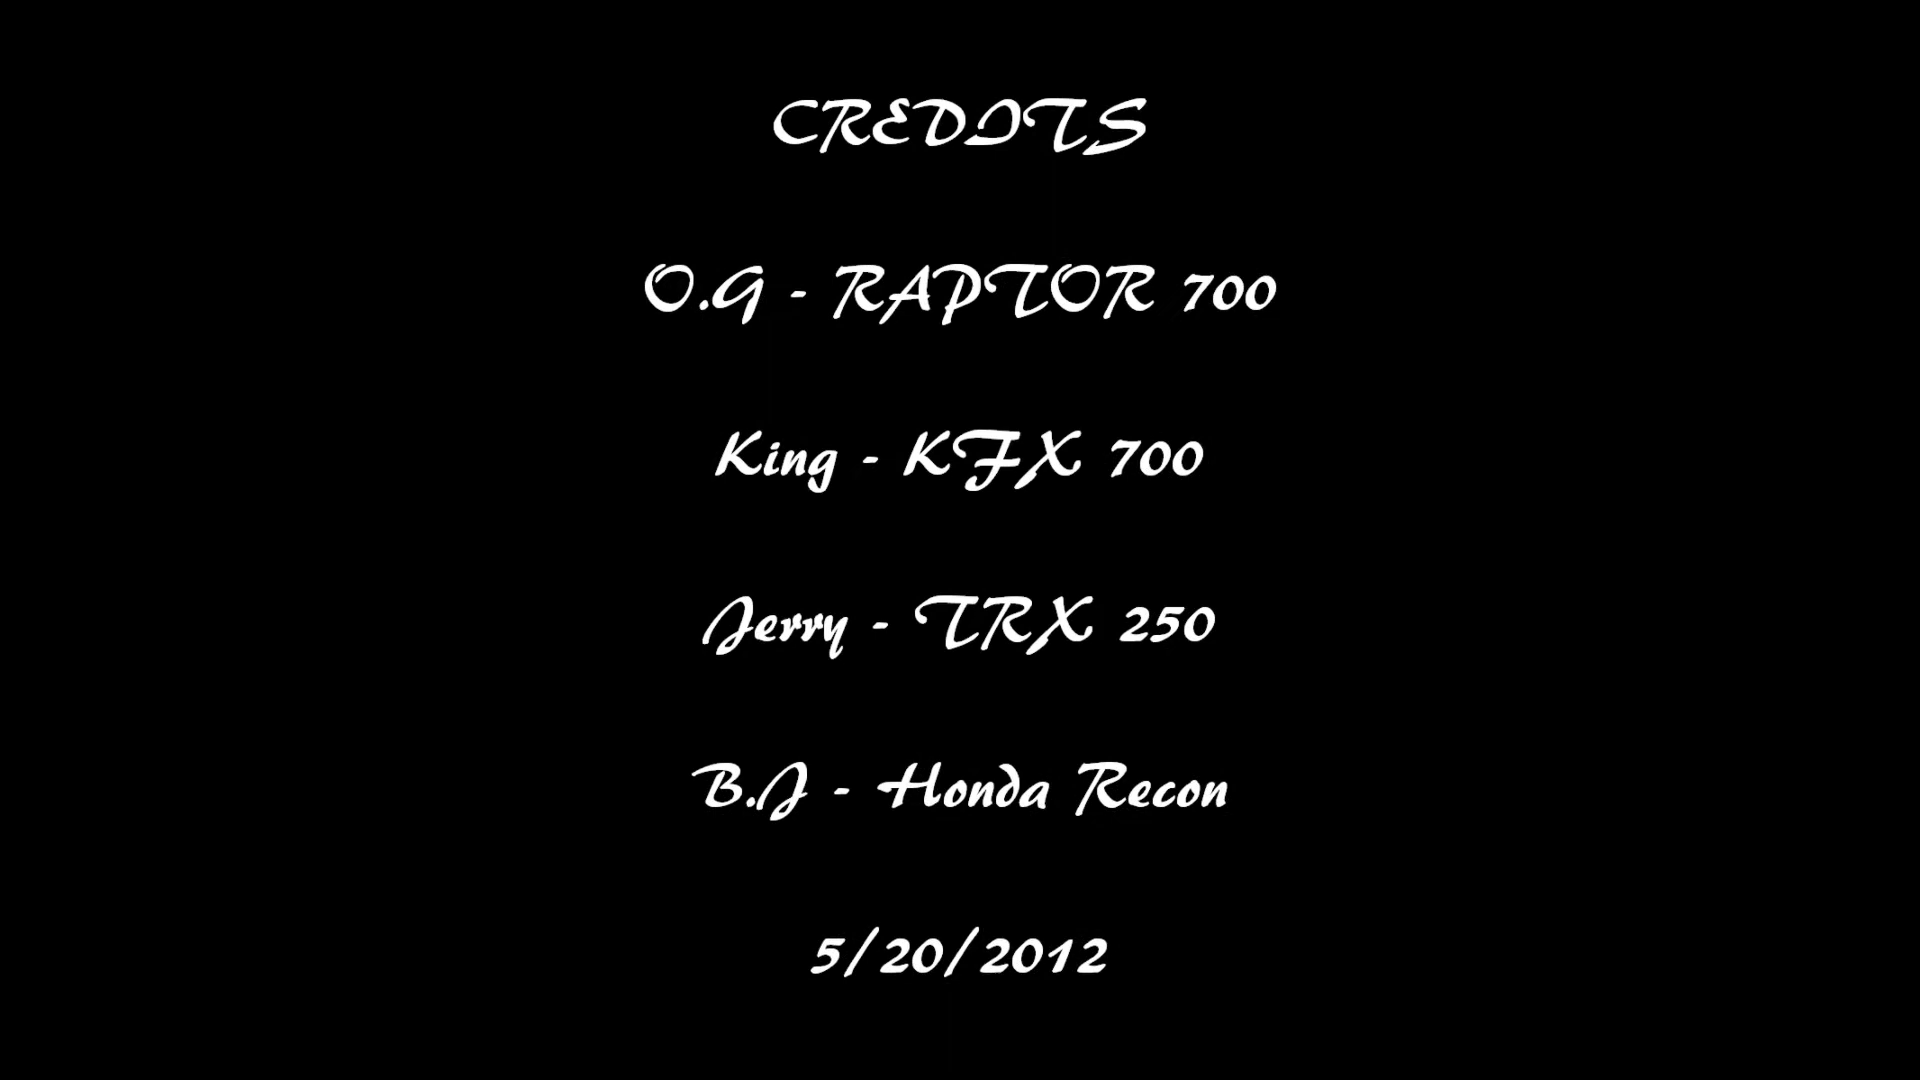 CREDITS
O.G - RAPTOR 700
King - KFX 700
Jerry - TRX 250
B.J - Honda Recon
5/20/2012